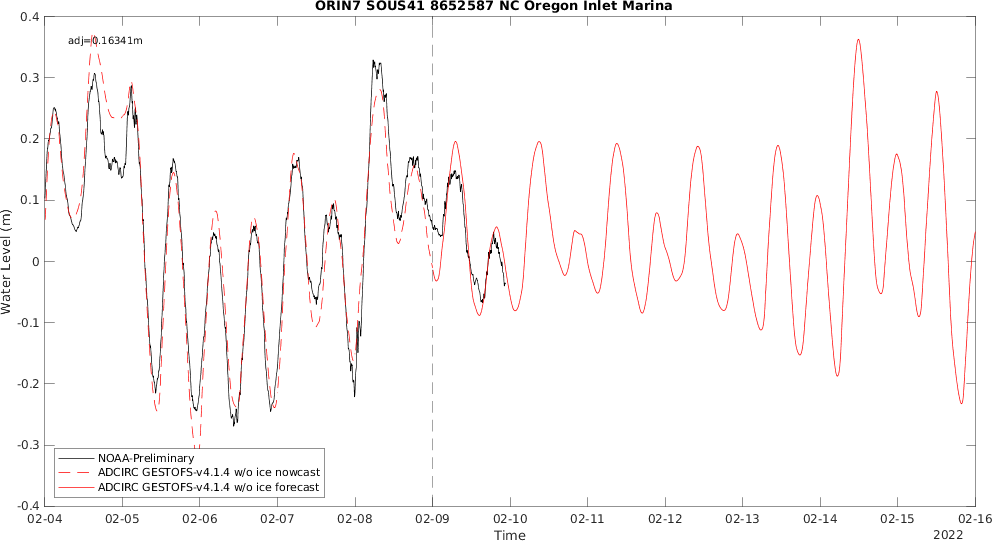 ORIN7 SOUS41 8652587 NC Oregon Inlet Marina
adj=0.16341m
0.4
0.3
0.2
0.1
0
-0.1
-0.2
-0.3
-0.4
Water Level (m)
NOAA-Preliminary
ADCIRC GESTOFS-v4.1.4 w/o ice nowcast
ADCIRC GESTOFS-v4.1.4 w/o ice forecast
02-04 02-05 02-06 02-07 02-08 02-09 02-10 02-11 02-12 02-13 02-14 02-15 02-16
Time
2022